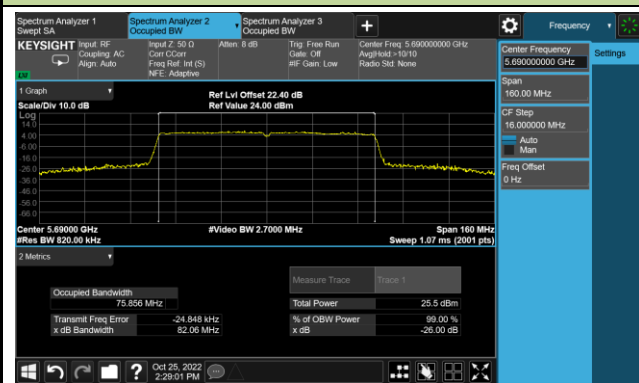 Spectrum Analyzer 1
Swept SA
Spectrum Analyzer 2
Occupied BW
Spectrum Analyzer 3
Occupied BW
Frequency
KEYSIGHT
Input: RF
Coupling: AC
Align: Auto
Input Z: 50 Ω
Corr CCorr
Freq Ref: Int (S)
NFE: Adaptive
Atten: 8 dB
Trig: Free Run
Gate: Off
#IF Gain: Low
Center Freq: 5.690000000 GHz
Avg|Hold:>10/10
Radio Std: None
Center Frequency
5.690000000 GHz
Settings
Span
160.00 MHz
CF Step
16.000000 MHz
Auto
Man
Freq Offset
0 Hz
1 Graph
Scale/Div 10.0 dB
Ref Lvl Offset 22.40 dB
Ref Value 24.00 dBm
Log
14.0
4.00
-6.00
-16.0
-26.0
-36.0
-46.0
-56.0
-66.0
Center 5.69000 GHz
#Res BW 820.00 kHz
#Video BW 2.7000 MHz
Span 160 MHz
Sweep 1.07 ms (2001 pts)
2 Metrics
Measure Trace
Trace 1
Occupied Bandwidth
75.856 MHz
Total Power
25.5 dBm
Transmit Freq Error
-24.848 kHz
% of OBW Power
99.00 %
x dB Bandwidth
82.06 MHz
x dB
-26.00 dB
Oct 25, 2022
2:29:01 PM